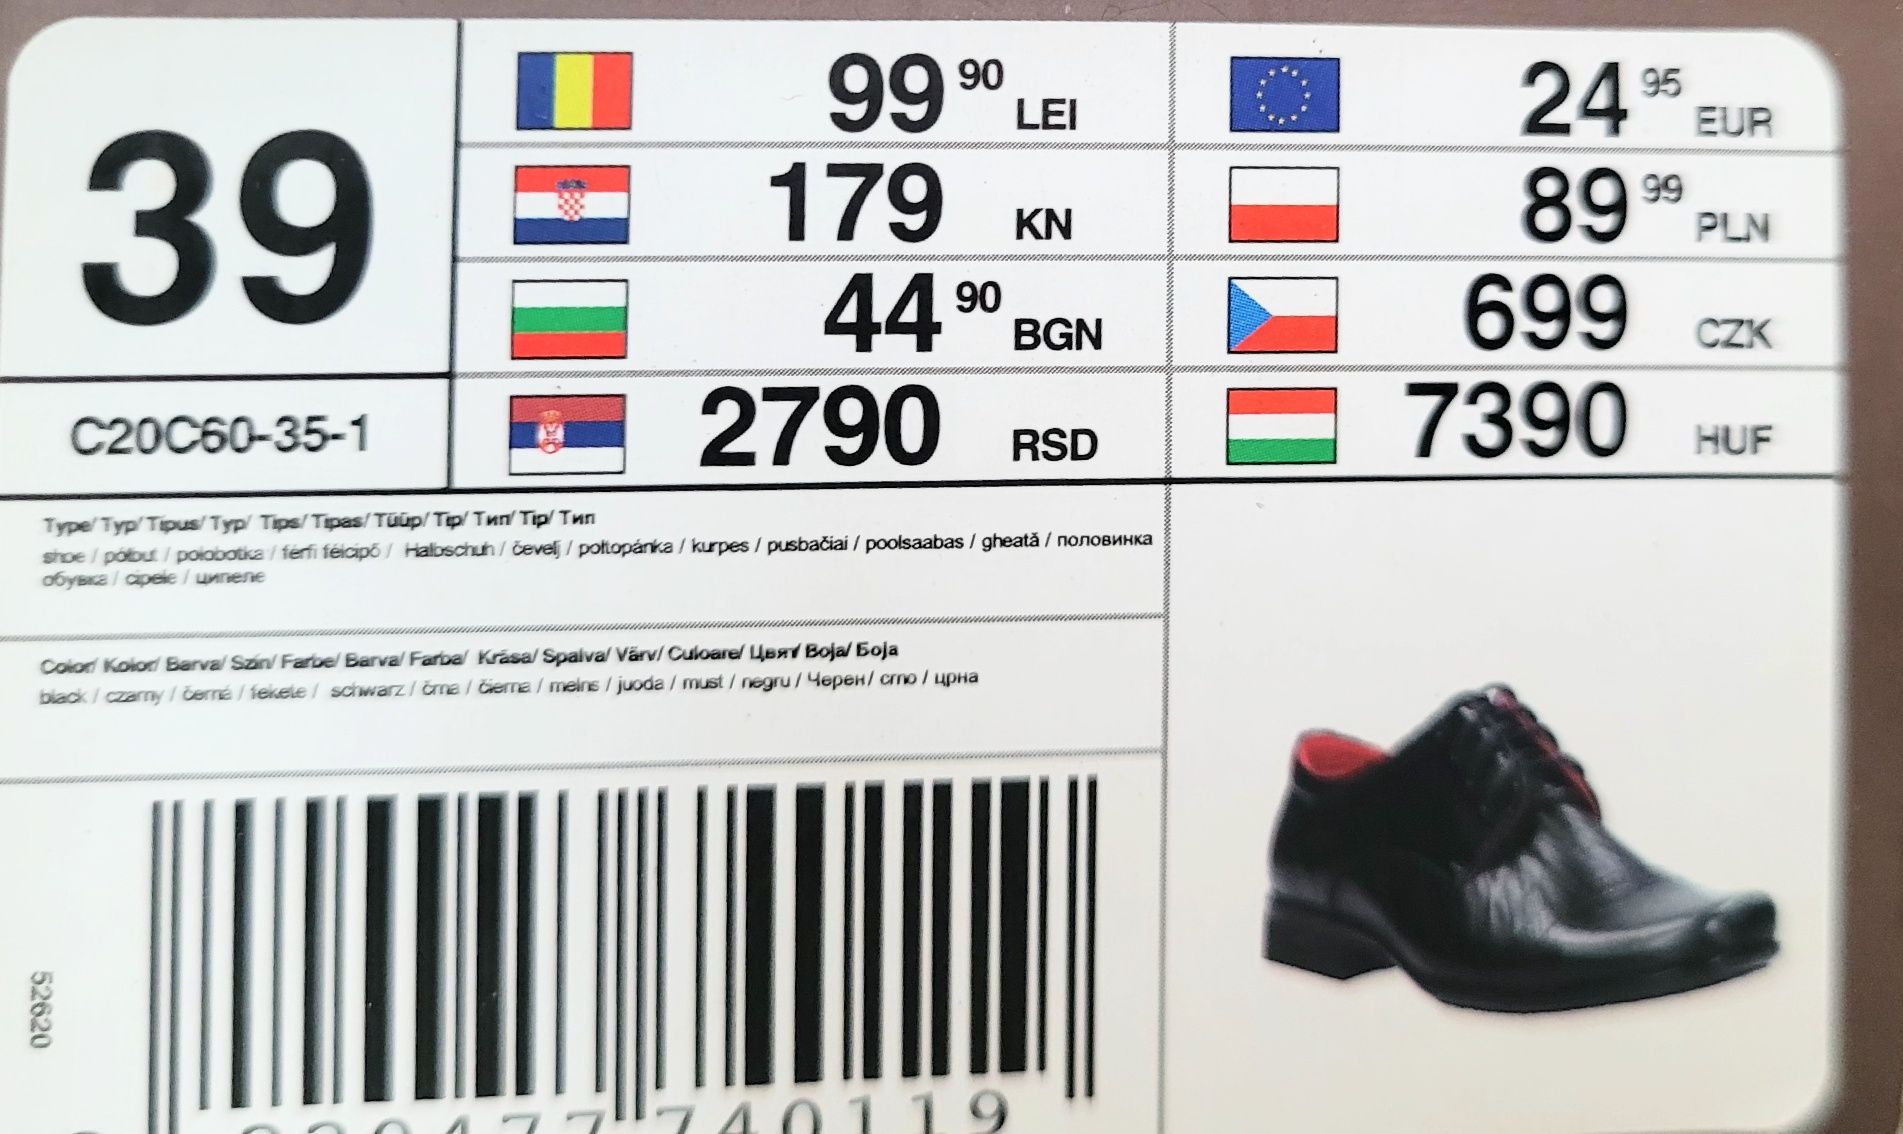 39
C20C60-35-1
99 90 LEI
179 KN
44 90 BGN
2790 RSD
24 95 EUR
89 99 PLN
699 CZK
7390 HUF
Type/ Typ/ Típus/ Typ/ Tips/ Tipas/ Tüüp/ Tip/ Тип/ Tip/ Тип
shoe / półbut / polobotka / férfi félcipő / Halbschuh / čevelj / poltopánka / kurpes / pusbačiai / poolsaabas / gheată / половинка
обувка / cipele / ципеле
Color/ Kolor/ Barva/ Szín/ Farbe/ Barva/ Farba/ Krāsa/ Spalva/ Värv/ Culoare/ Цвят/ Boja/ Боја
black / czarny / černá / fekete / schwarz / črna / čierna / melns / juoda / must / negru / Черен/ crno / црна
52620
740119